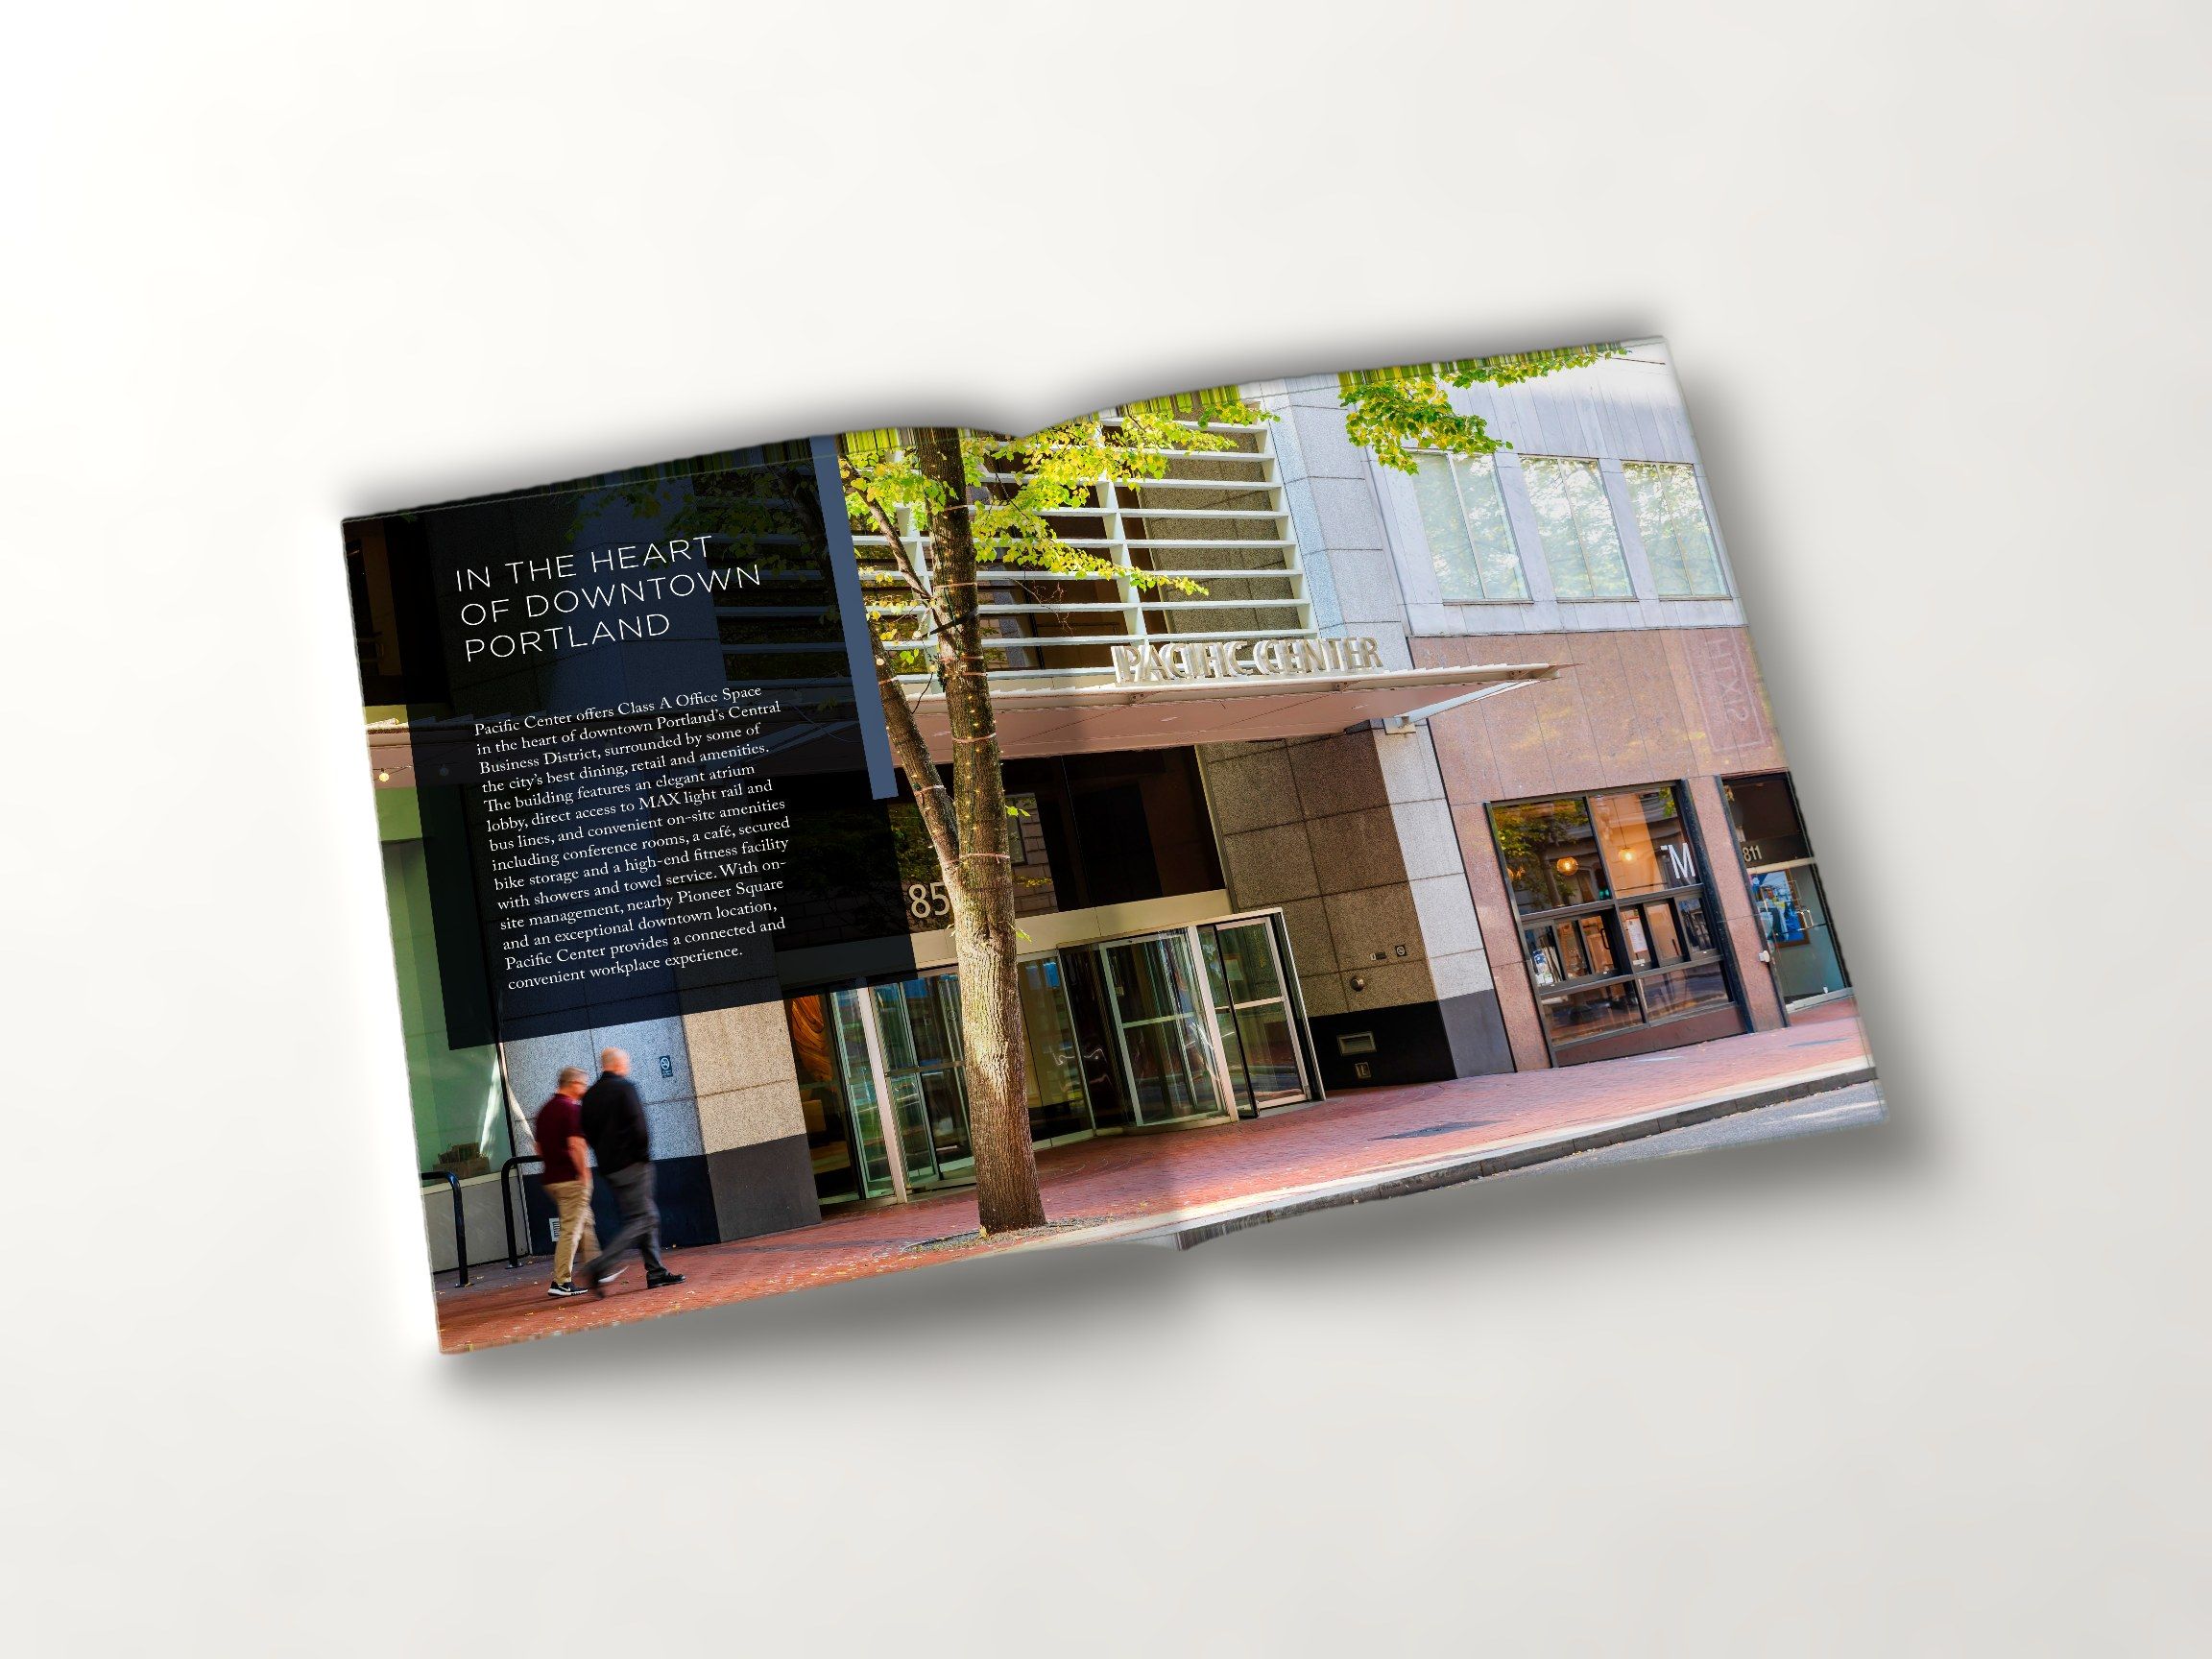 IN THE HEART
OF DOWNTOWN
PORTLAND
Pacific Center offers Class A Office Space
in the heart of downtown Portland's Central
Business District, surrounded by some of
the city's best dining, retail and amenities.
The building features an elegant atrium
lobby, direct access to MAX light rail and
bus lines, and convenient on-site amenities
including conference rooms, a café, secured
bike storage and a high-end fitness facility
with showers and towel service. With on-
site management, nearby Pioneer Square
and an exceptional downtown location,
Pacific Center provides a connected and
convenient workplace experience.
PACIFIC CENTER
85
M
811